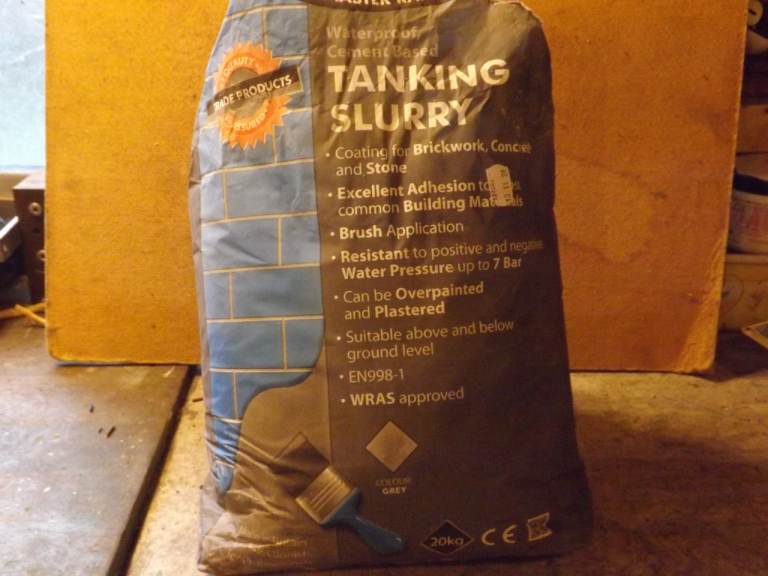 Waterproof,
Cement Based
TANKING
SLURRY
QUALITY
TRADE PRODUCTS
• Coating for Brickwork, Concrete
and Stone
• Excellent Adhesion to
common Building Materials
• Brush Application
• Resistant to positive and negative
Water Pressure up to 7 Bar
• Can be Overpainted
and Plastered
• Suitable above and below
ground level
• EN998-1
• WRAS approved
COLOUR
GREY
20kg CE